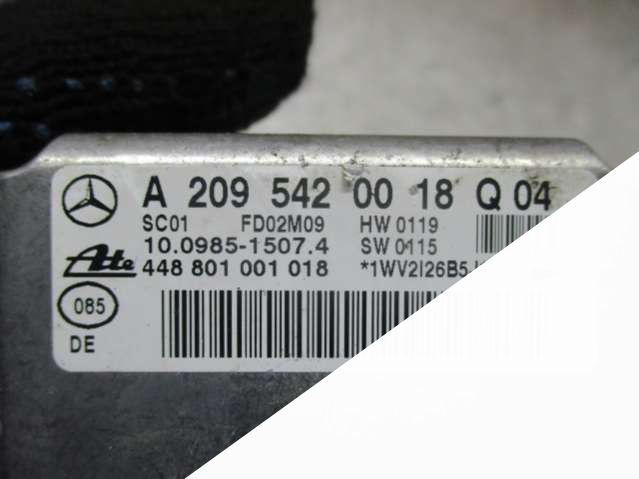 A 209 542 00 18 Q 04
SC01 FD02M09 HW 0119
10.0985-1507.4 SW 0115
Ate 448 801 001 018
085
DE